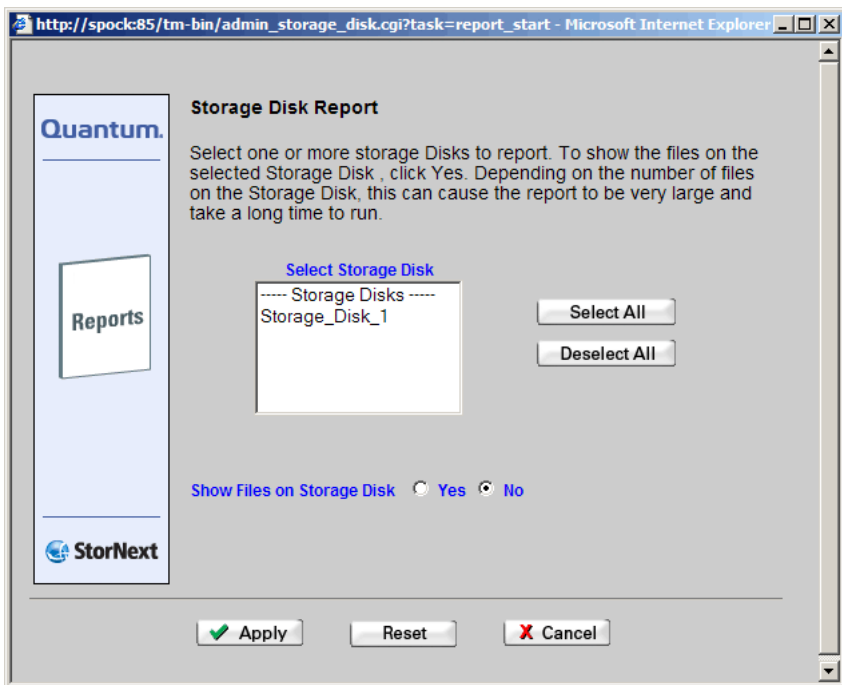 http://spock:85/tm-bin/admin_storage_disk.cgi?task=report_start - Microsoft Internet Explorer
Quantum.
Reports
StorNext
Storage Disk Report
Select one or more storage Disks to report. To show the files on the
selected Storage Disk , click Yes. Depending on the number of files
on the Storage Disk, this can cause the report to be very large and
take a long time to run.
Select Storage Disk
----- Storage Disks -----
Storage_Disk_1
Select All
Deselect All
Show Files on Storage Disk Yes No
Apply Reset Cancel